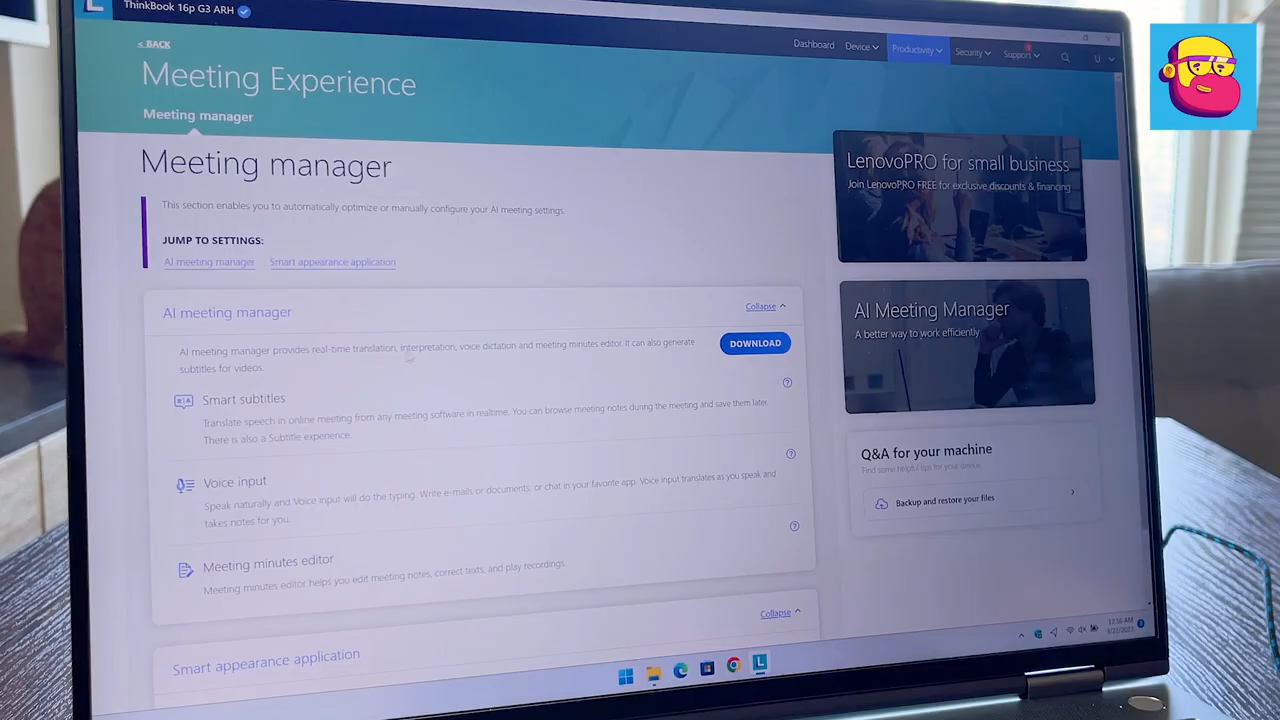 L ThinkBook 16p G3 ARH
< BACK
Dashboard Device Productivity Security Support U
Meeting Experience
Meeting manager
Meeting manager
This section enables you to automatically optimize or manually configure your AI meeting settings.
JUMP TO SETTINGS:
AI meeting manager Smart appearance application
AI meeting manager
Collapse
AI meeting manager provides real-time translation, interpretation, voice dictation and meeting minutes editor. It can also generate
subtitles for videos.
DOWNLOAD
Smart subtitles
Translate speech in online meeting from any meeting software in realtime. You can browse meeting notes during the meeting and save them later.
There is also a Subtitle experience.
Voice input
Speak naturally and Voice input will do the typing. Write e-mails or documents, or chat in your favorite app. Voice input translates as you speak and
takes notes for you.
Meeting minutes editor
Meeting minutes editor helps you edit meeting notes, correct texts, and play recordings.
Collapse
Smart appearance application
LenovoPRO for small business
Join LenovoPRO FREE for exclusive discounts & financing
AI Meeting Manager
A better way to work efficiently
Q&A for your machine
Find some helpful tips for your device.
Backup and restore your files
L